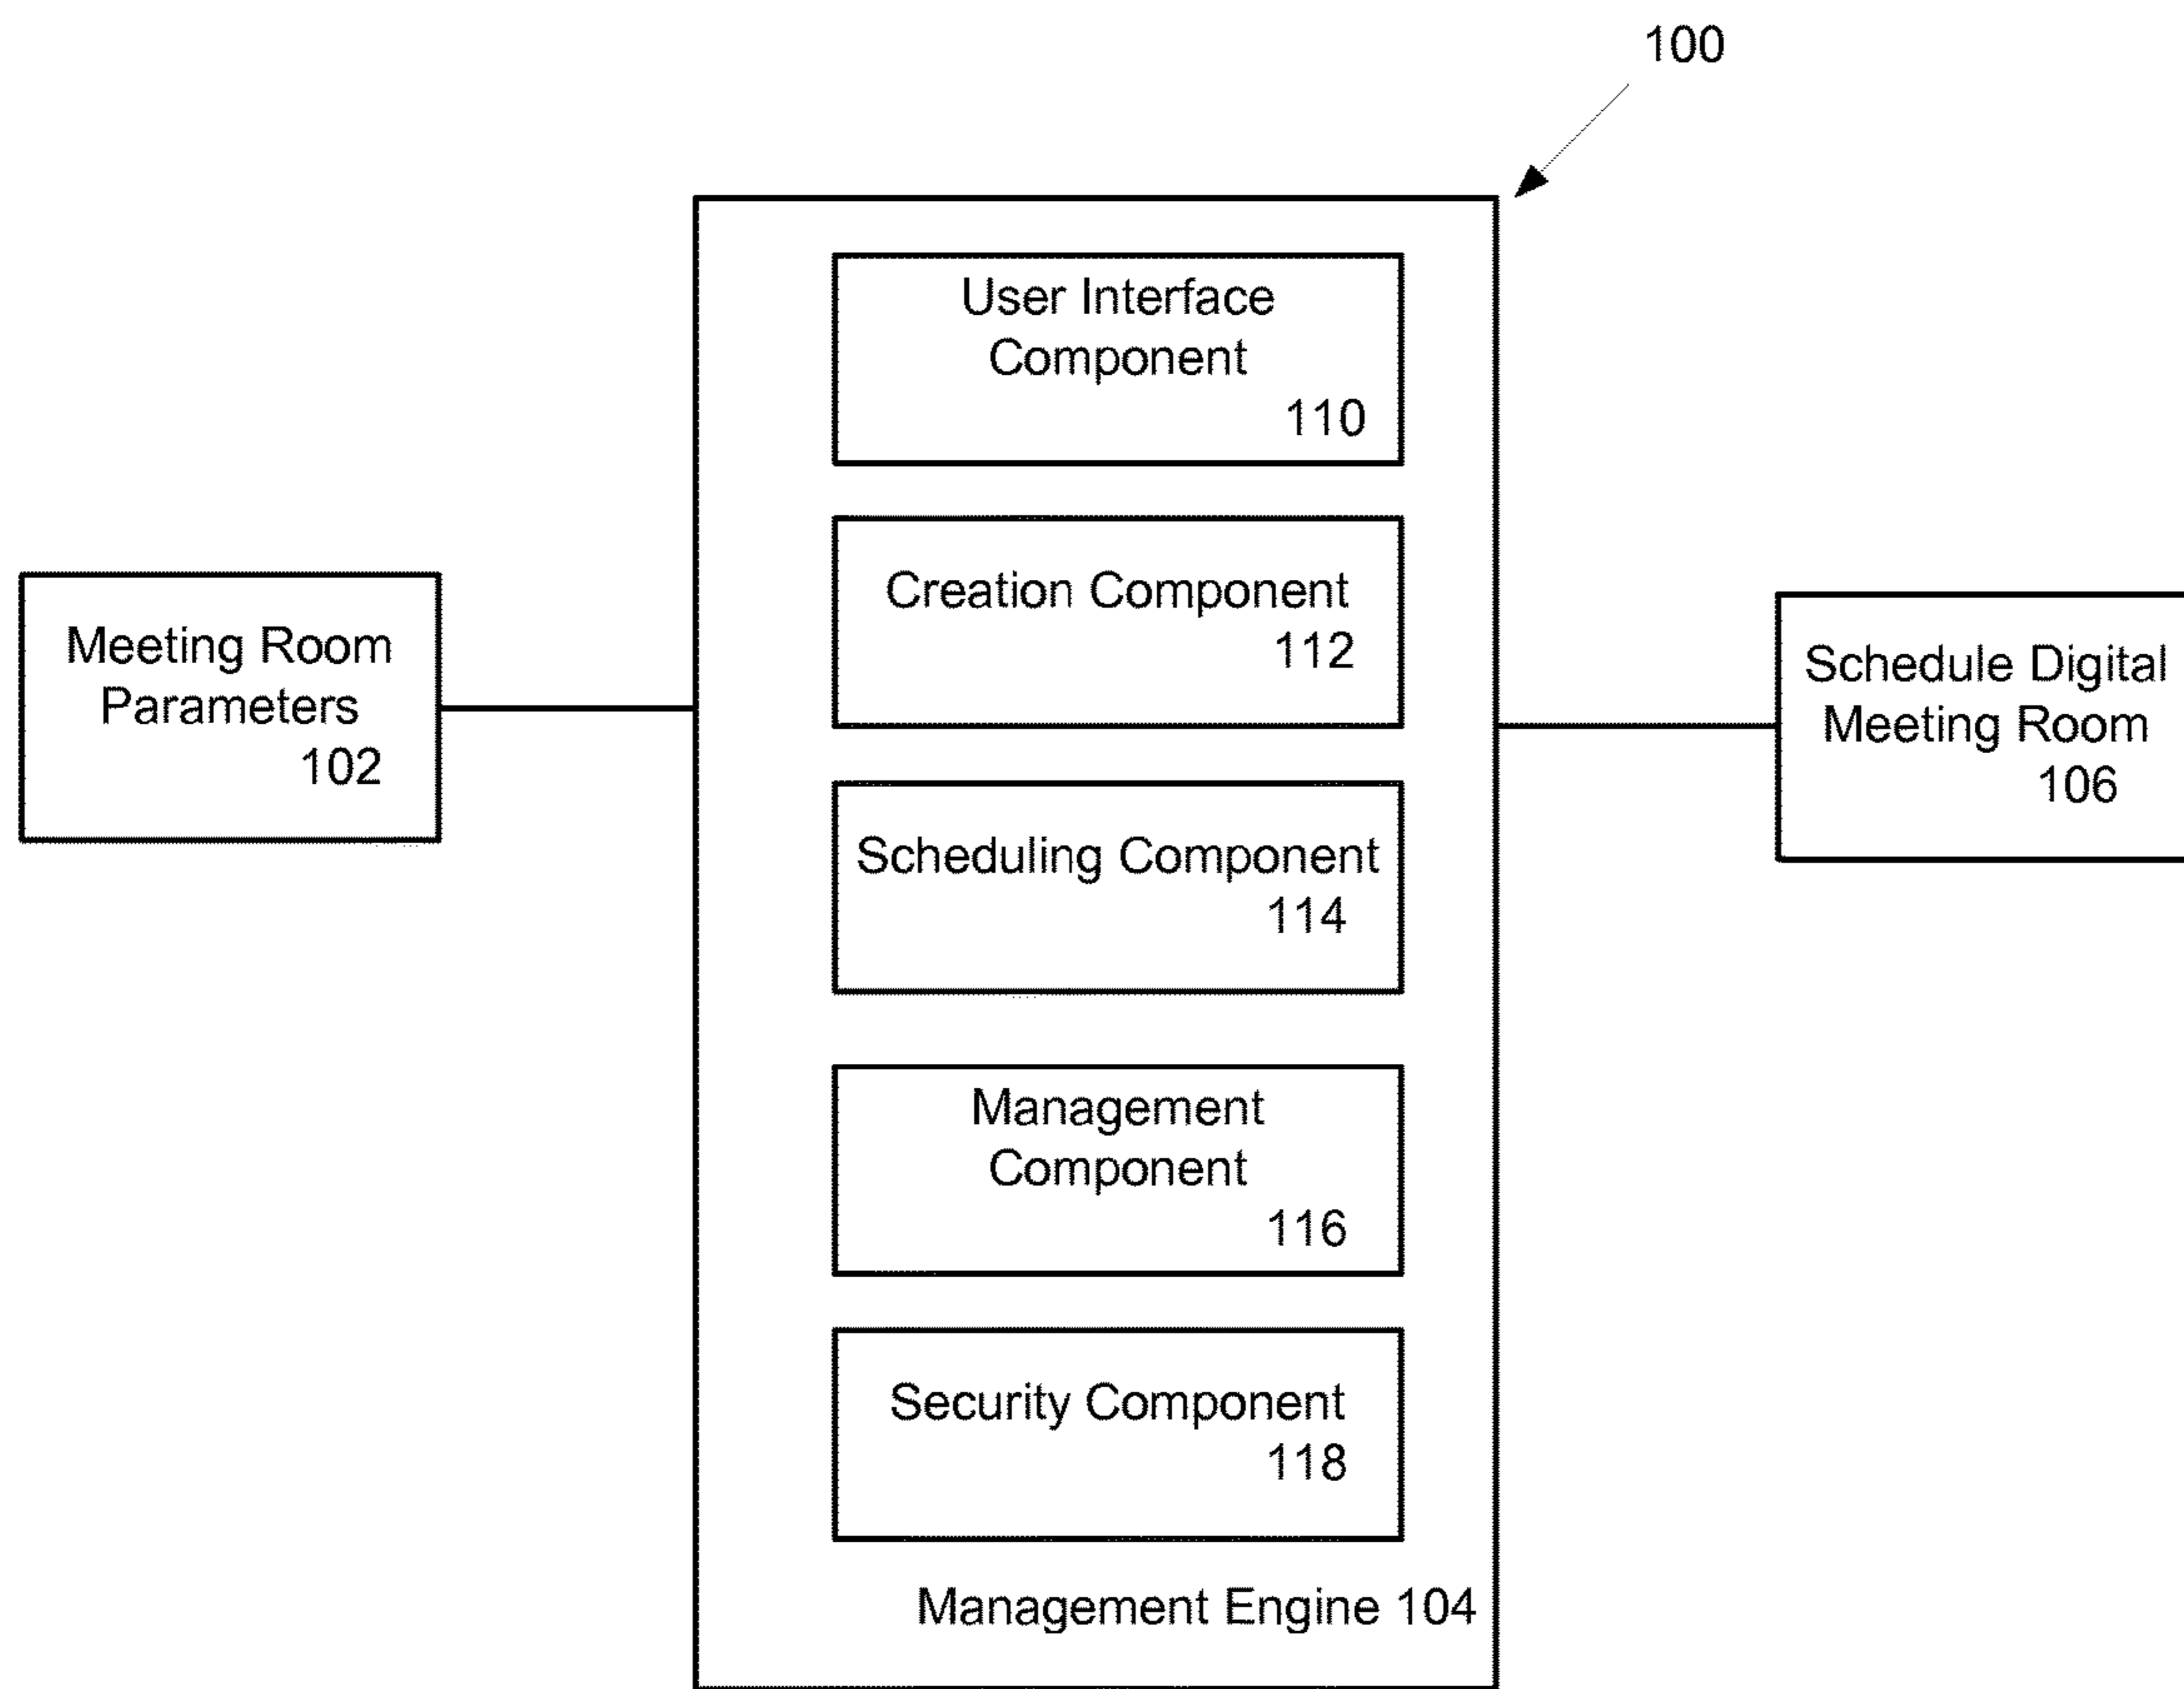 100
User Interface
Component
110
Creation Component
112
Meeting Room
Parameters
102
Schedule Digital
Meeting Room
106
Scheduling Component
114
Management
Component
116
Security Component
118
Management Engine 104